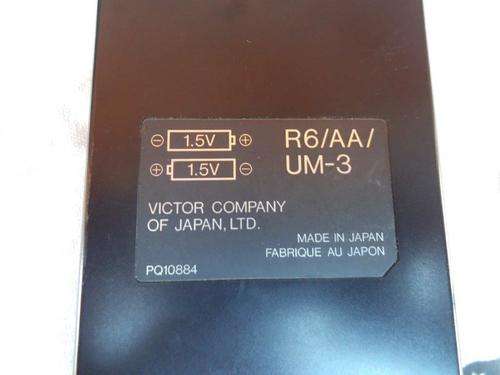 ⊖ 1.5V ⊕ R6/AA/
⊕ 1.5V ⊖ UM-3
VICTOR COMPANY
OF JAPAN, LTD.
MADE IN JAPAN
FABRIQUE AU JAPON
PQ10884